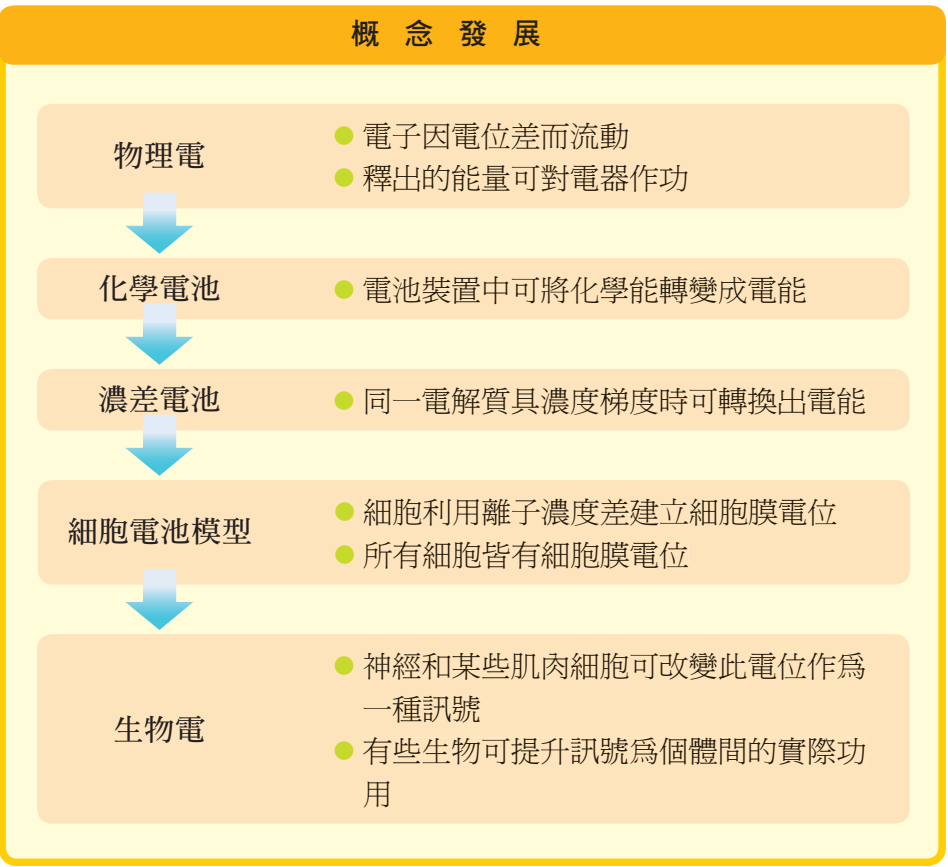 概念發展
物理電
● 電子因電位差而流動
● 釋出的能量可對電器作功
化學電池
● 電池裝置中可將化學能轉變成電能
濃差電池
● 同一電解質具濃度梯度時可轉換出電能
細胞電池模型
● 細胞利用離子濃度差建立細胞膜電位
● 所有細胞皆有細胞膜電位
生物電
● 神經和某些肌肉細胞可改變此電位作為
一種訊號
● 有些生物可提升訊號為個體間的實際功
用